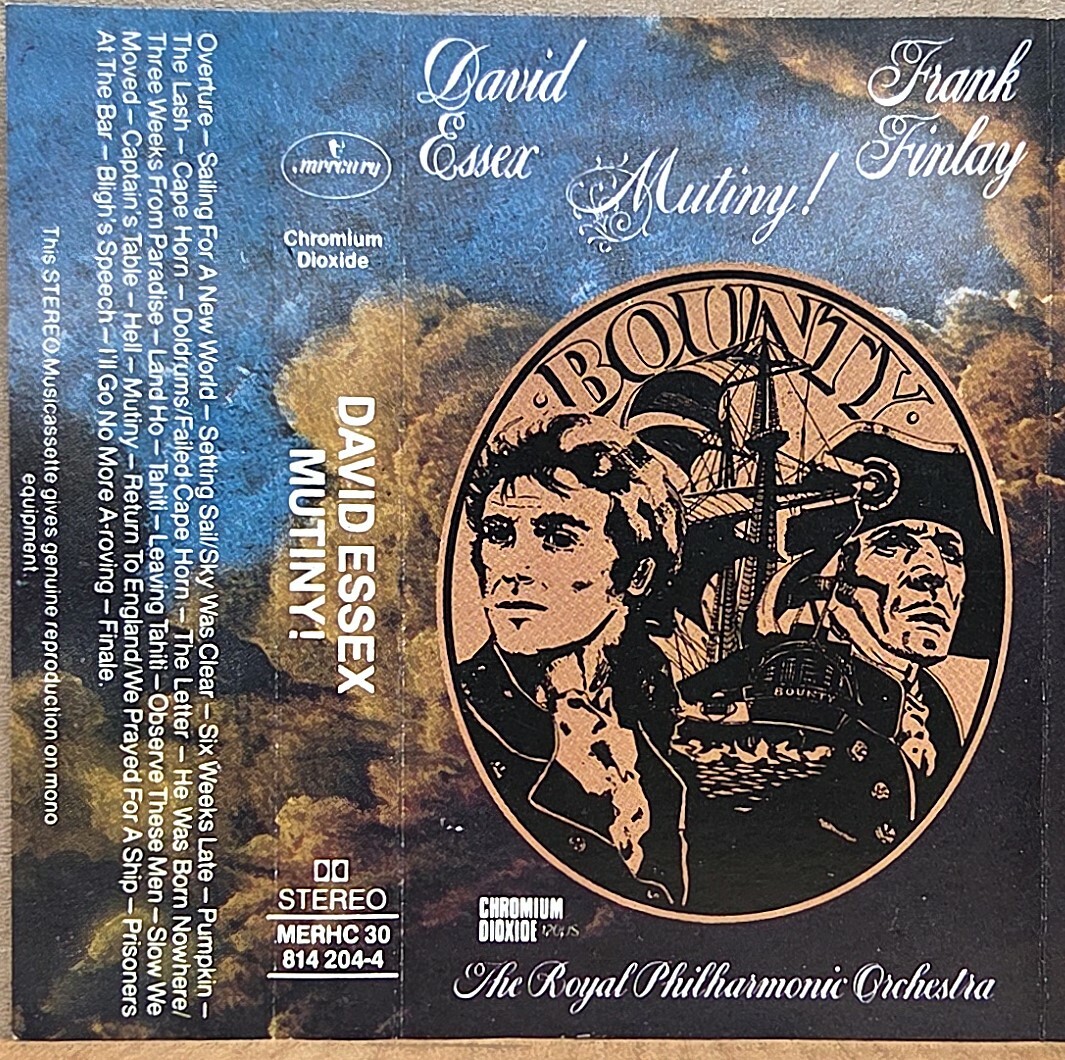 Overture – Sailing For A New World – Setting Sail/Sky Was Clear – Six Weeks Late – Pumpkin –
The Lash – Cape Horn – Doldrums/Failed Cape Horn – The Letter – He Was Born Nowhere/
Three Weeks From Paradise – Land Ho – Tahiti – Leaving Tahiti – Observe These Men – Slow We
Moved – Captain's Table – Hell – Mutiny – Return To England/We Prayed For A Ship – Prisoners
At The Bar – Bligh's Speech – I'll Go No More A-roving – Finale.
This STEREO Musicassette gives genuine reproduction on mono
equipment
mercury
Chromium
Dioxide
DAVID ESSEX
MUTINY!
STEREO
MERHC 30
814 204-4
David
Essex
Frank
Finlay
Mutiny!
BOUNTY
BOUNTY
CHROMIUM
DIOXIDE 120µS
The Royal Philharmonic Orchestra